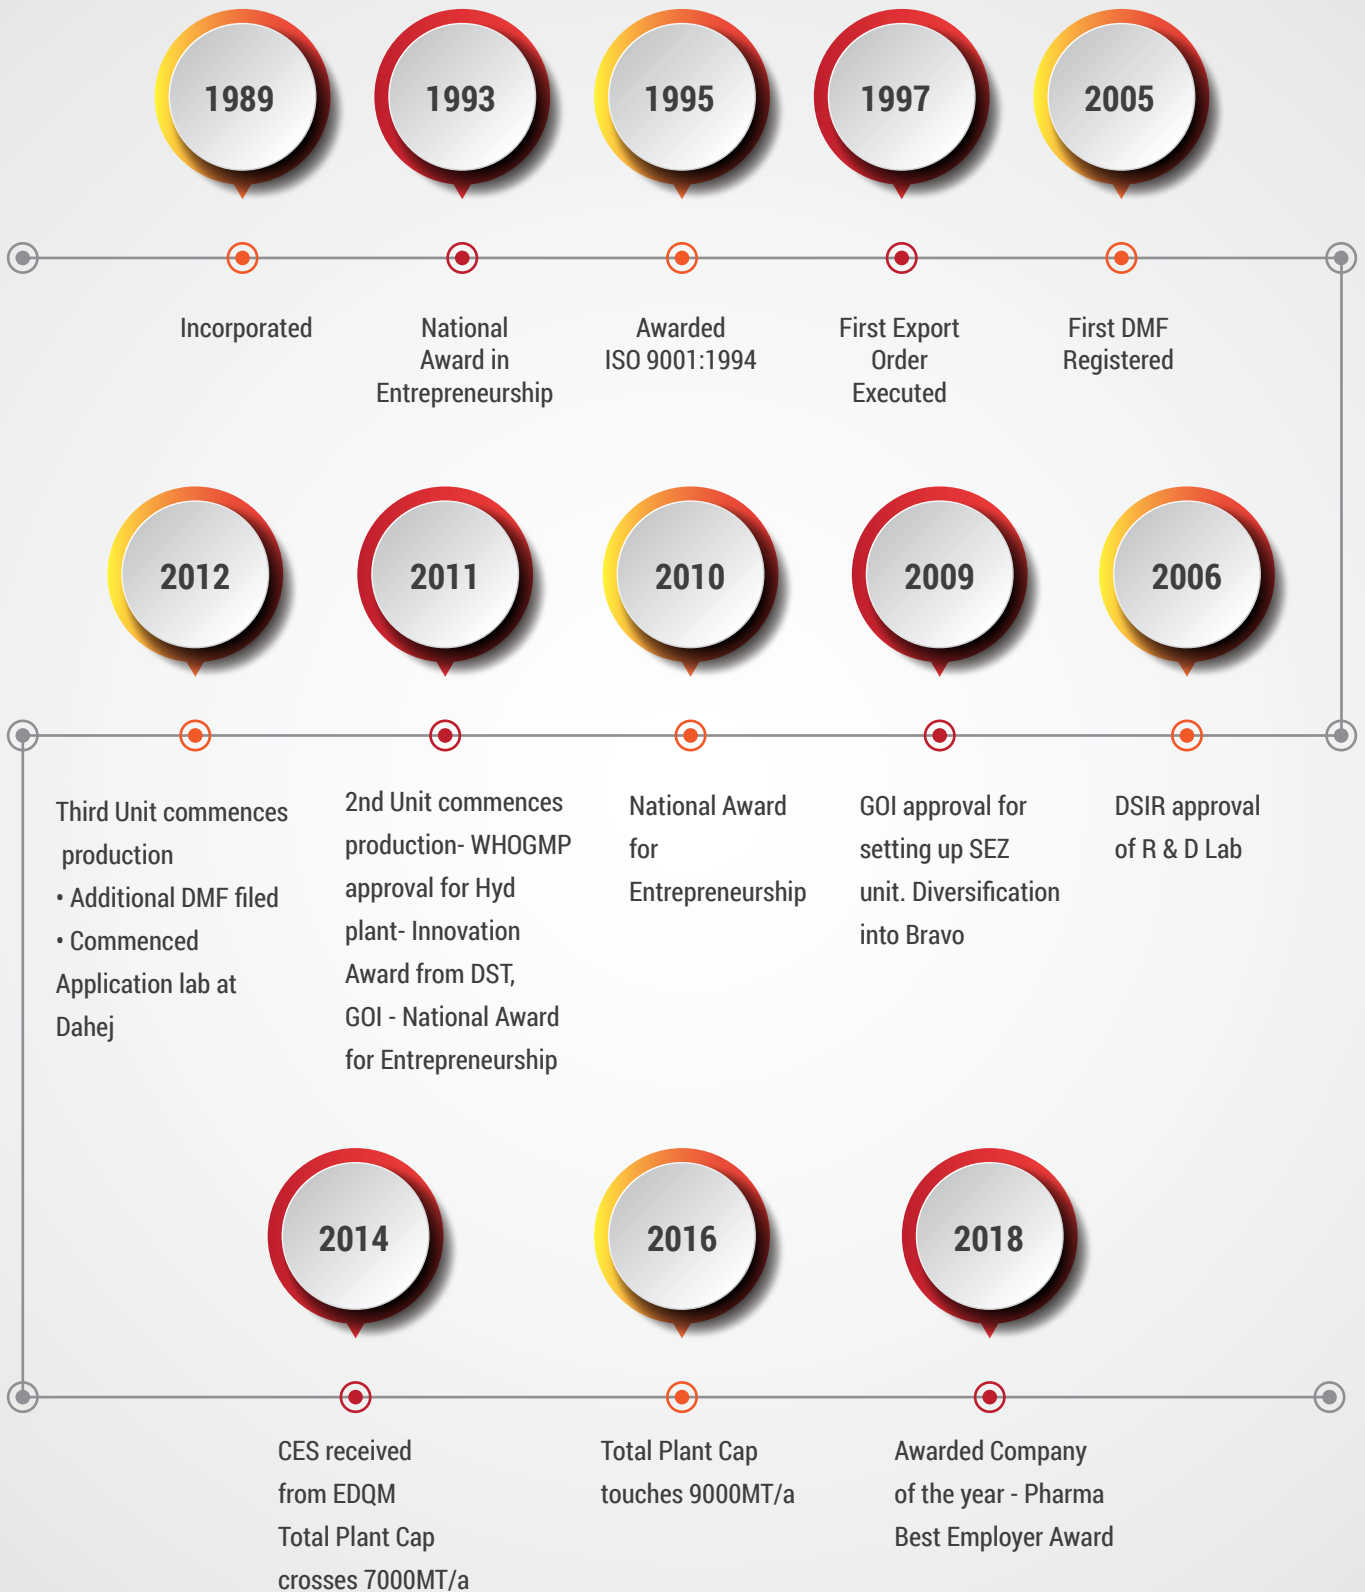 1989
1993
1995
1997
2005
Incorporated
National
Award in
Entrepreneurship
Awarded
ISO 9001:1994
First Export
Order
Executed
First DMF
Registered
2012
2011
2010
2009
2006
Third Unit commences
production
• Additional DMF filed
• Commenced
Application lab at
Dahej
2nd Unit commences
production- WHOGMP
approval for Hyd
plant- Innovation
Award from DST,
GOI - National Award
for Entrepreneurship
National Award
for
Entrepreneurship
GOI approval for
setting up SEZ
unit. Diversification
into Bravo
DSIR approval
of R & D Lab
2014
2016
2018
CES received
from EDQM
Total Plant Cap
crosses 7000MT/a
Total Plant Cap
touches 9000MT/a
Awarded Company
of the year - Pharma
Best Employer Award